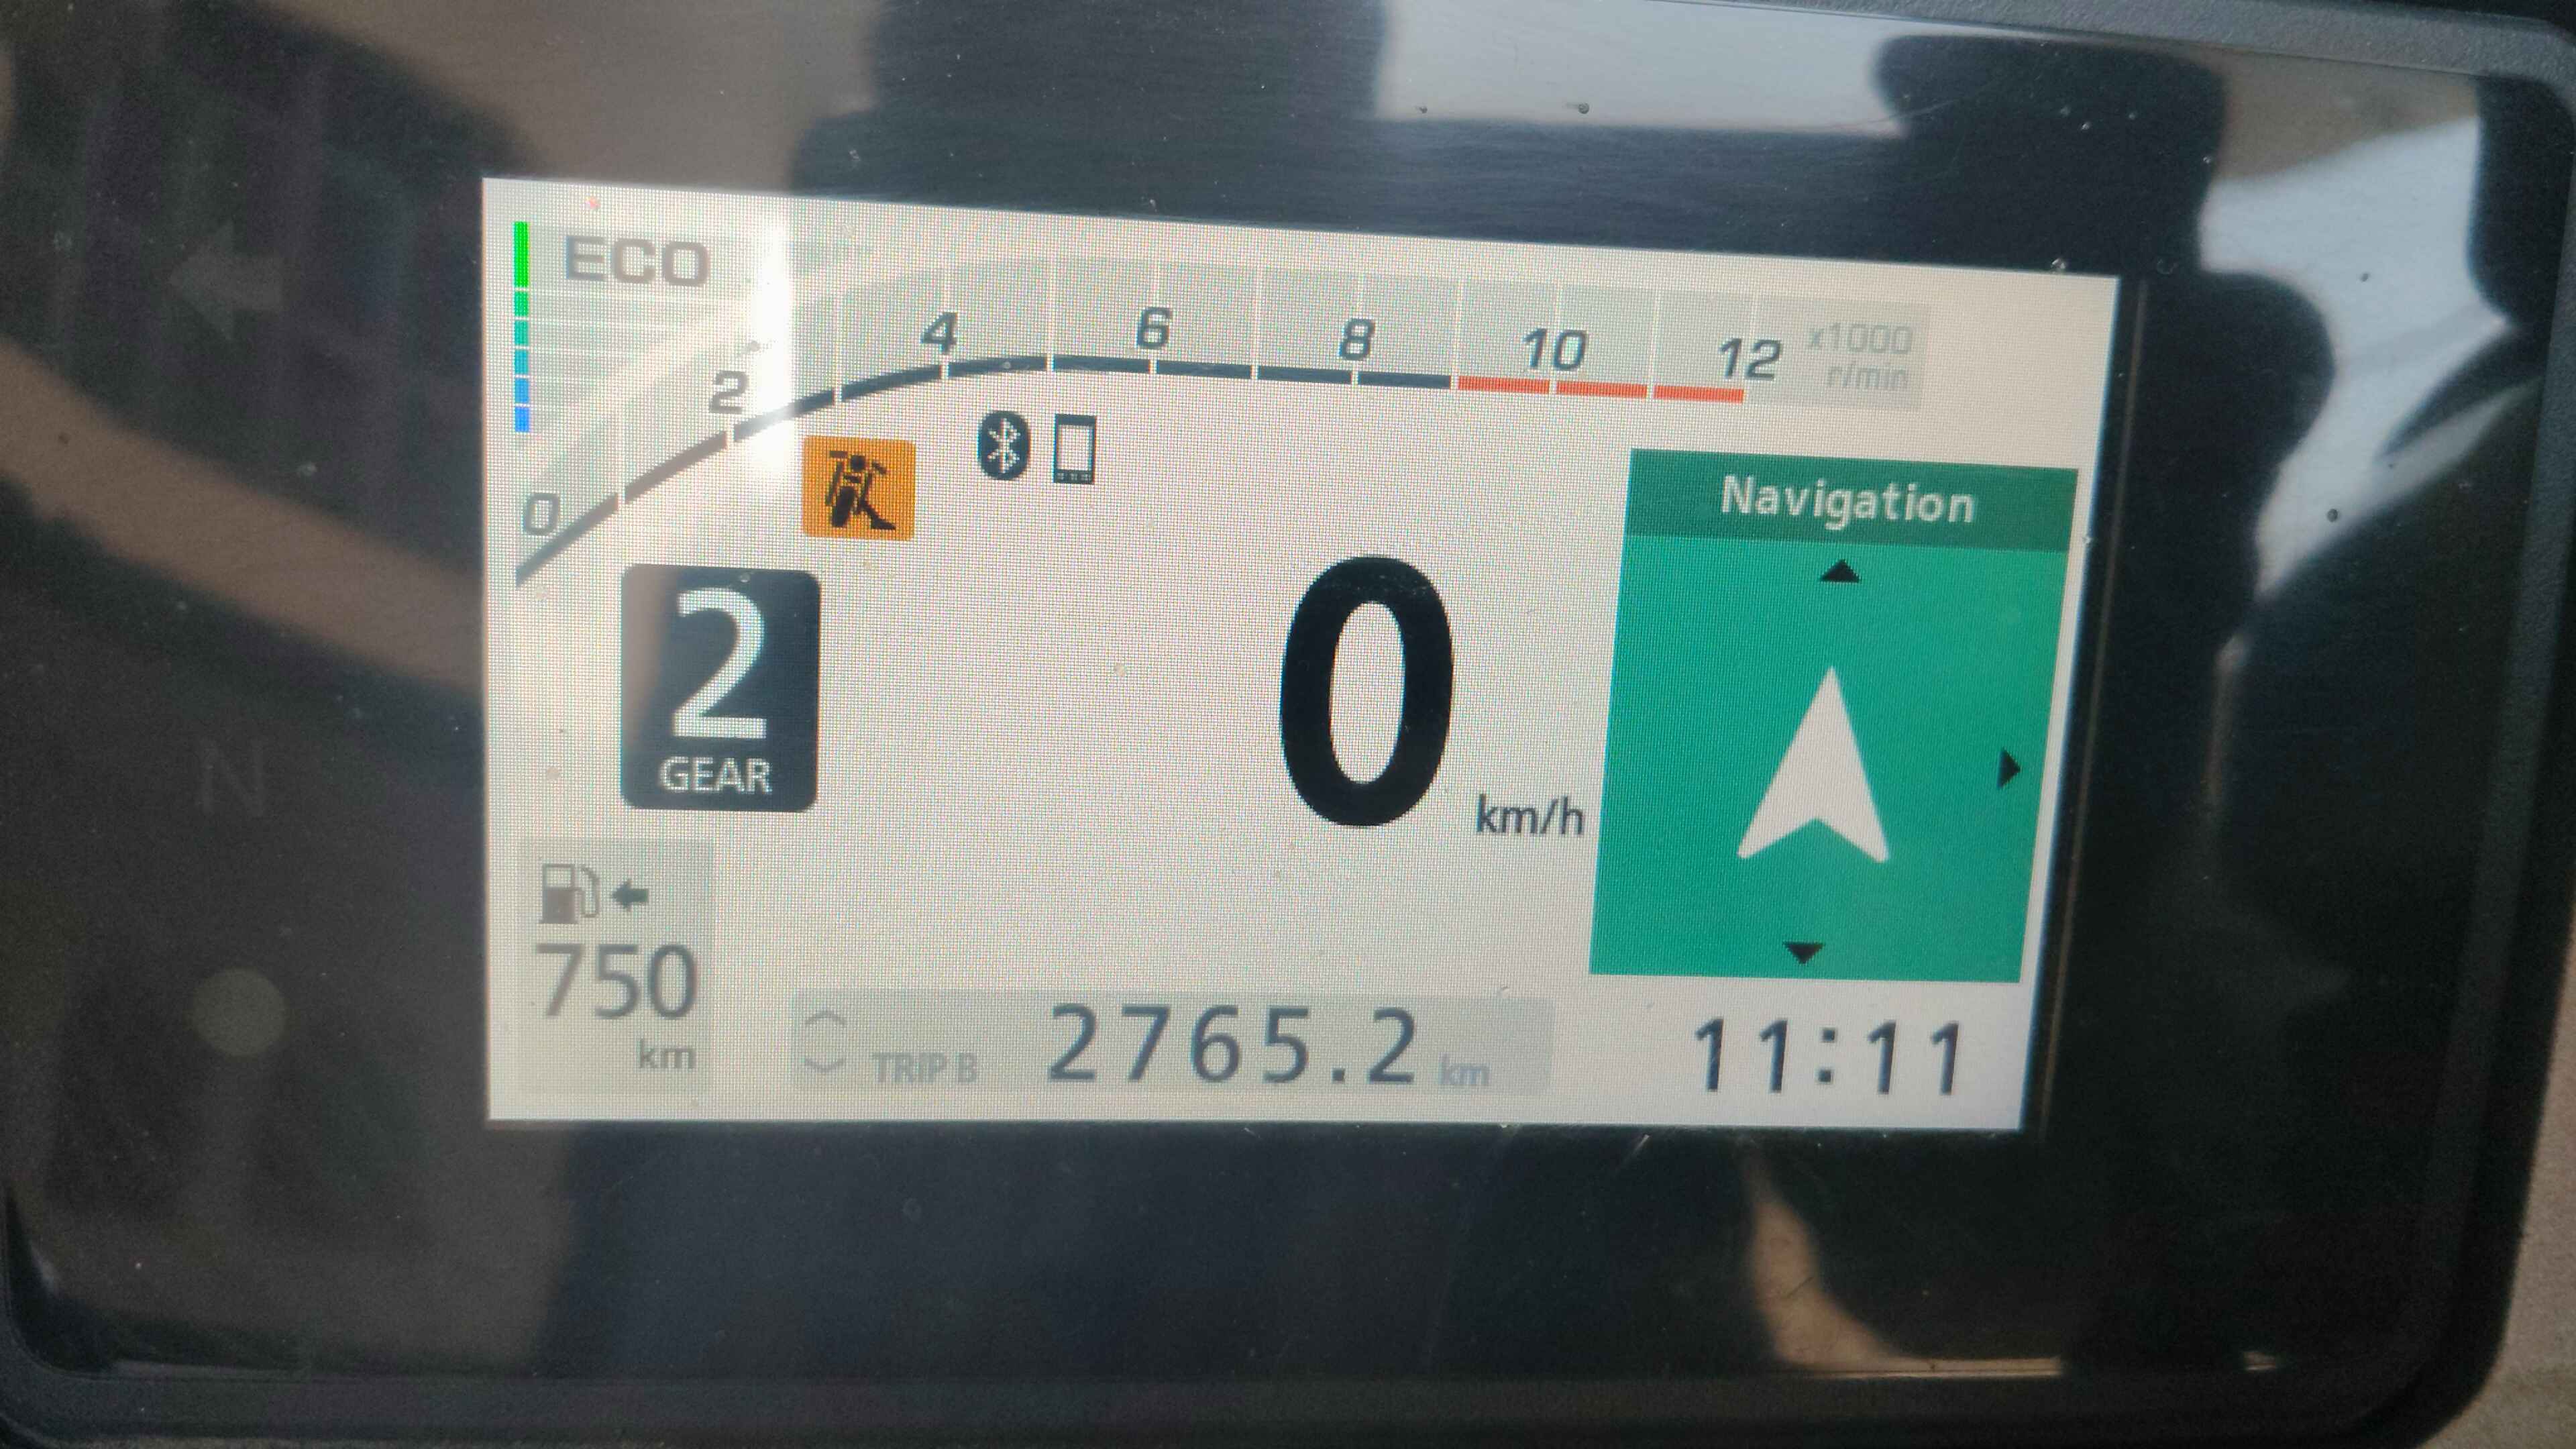 ECO
0 2 4 6 8 10 12 x1000
r/min
Navigation
2
GEAR
0 km/h
N
750
km
TRIP B 2765.2 km
11:11